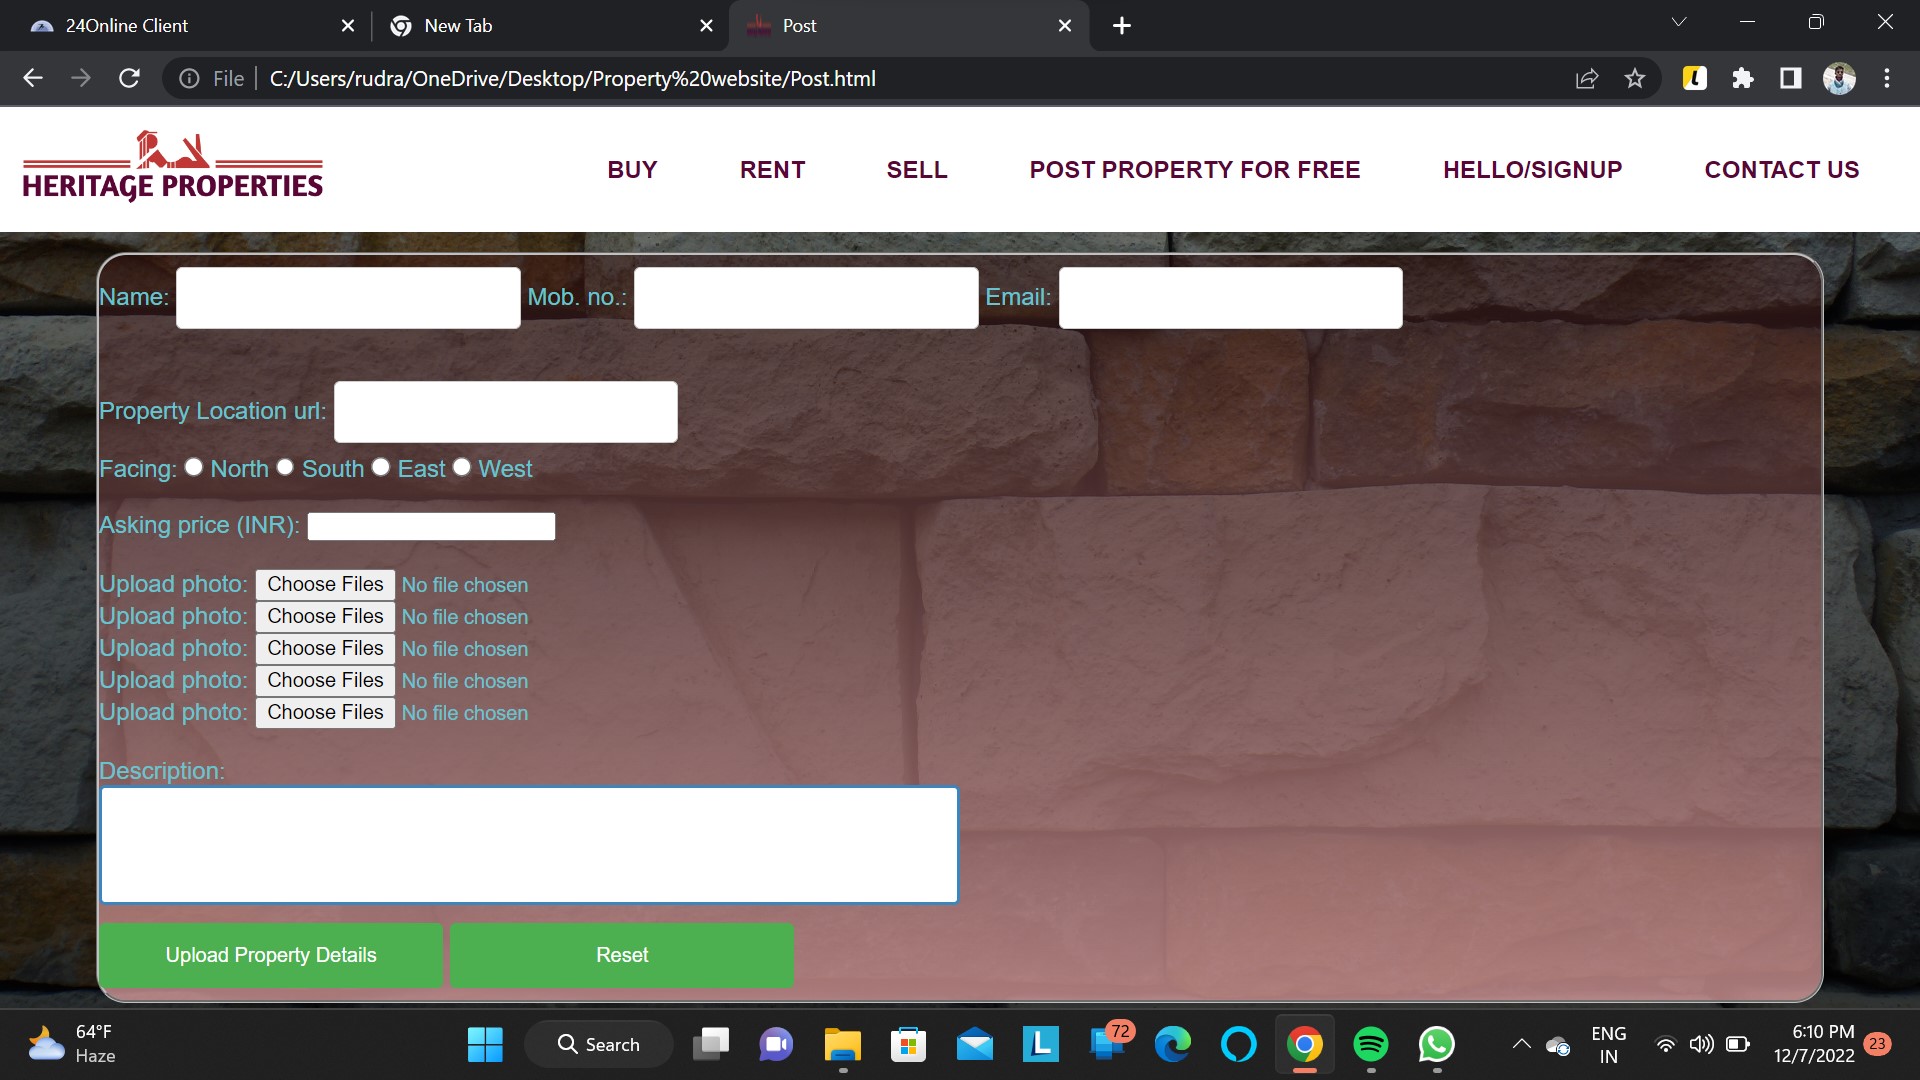 24Online Client
New Tab
Post
File
C:/Users/rudra/OneDrive/Desktop/Property%20website/Post.html
HERITAGE PROPERTIES
BUY
RENT
SELL
POST PROPERTY FOR FREE
HELLO/SIGNUP
CONTACT US
Name:
Mob. no.:
Email:
Property Location url:
Facing: North South East West
Asking price (INR):
Upload photo: Choose Files No file chosen
Upload photo: Choose Files No file chosen
Upload photo: Choose Files No file chosen
Upload photo: Choose Files No file chosen
Upload photo: Choose Files No file chosen
Description:
Upload Property Details
Reset
64°F
Haze
Search
L
72
ENG
IN
6:10 PM
12/7/2022
23